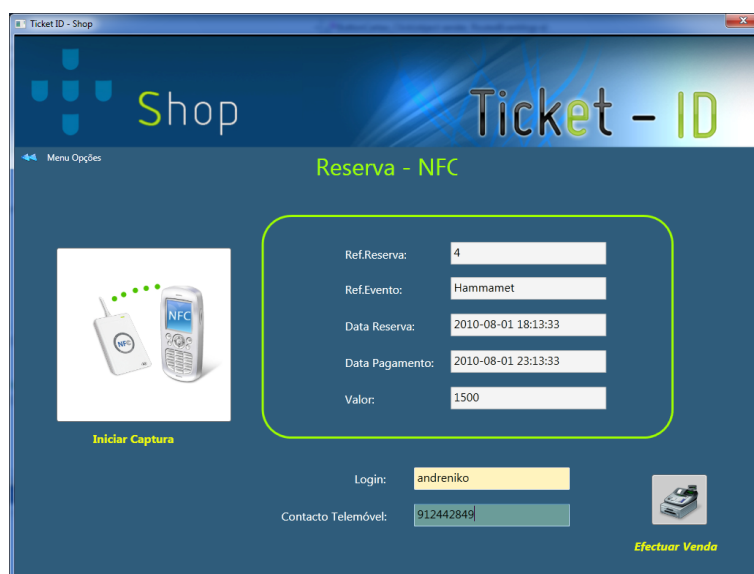 Ticket ID - Shop
Shop
Ticket - ID
Menu Opções
Reserva - NFC
Ref.Reserva: 4
Ref.Evento: Hammamet
Data Reserva: 2010-08-01 18:13:33
Data Pagamento: 2010-08-01 23:13:33
Valor: 1500
NFC
NFC
Iniciar Captura
Login: andreniko
Contacto Telemóvel: 912442849
Efectuar Venda